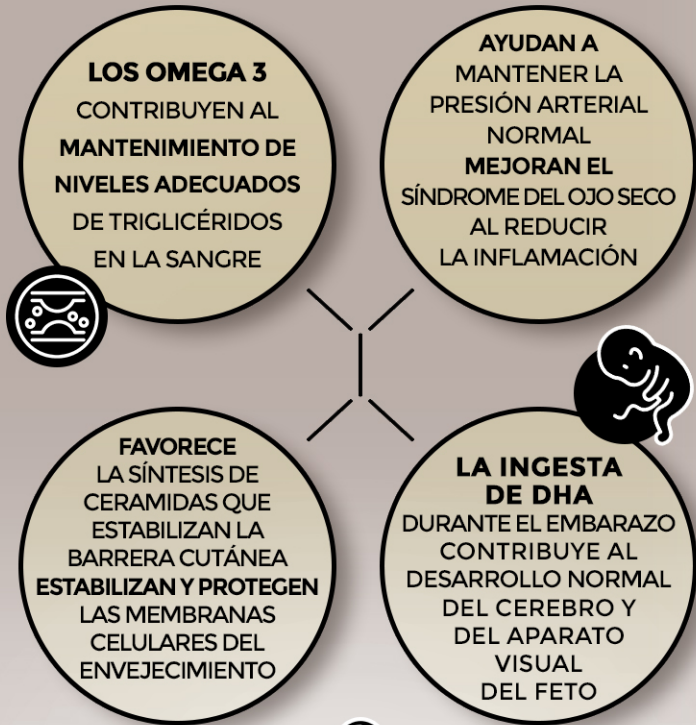 LOS OMEGA 3
CONTRIBUYEN AL
MANTENIMIENTO DE
NIVELES ADECUADOS
DE TRIGLICÉRIDOS
EN LA SANGRE
AYUDAN A
MANTENER LA
PRESIÓN ARTERIAL
NORMAL
MEJORAN EL
SÍNDROME DEL OJO SECO
AL REDUCIR
LA INFLAMACIÓN
FAVORECE
LA SÍNTESIS DE
CERAMIDAS QUE
ESTABILIZAN LA
BARRERA CUTÁNEA
ESTABILIZAN Y PROTEGEN
LAS MEMBRANAS
CELULARES DEL
ENVEJECIMIENTO
LA INGESTA
DE DHA
DURANTE EL EMBARAZO
CONTRIBUYE AL
DESARROLLO NORMAL
DEL CEREBRO Y
DEL APARATO
VISUAL
DEL FETO